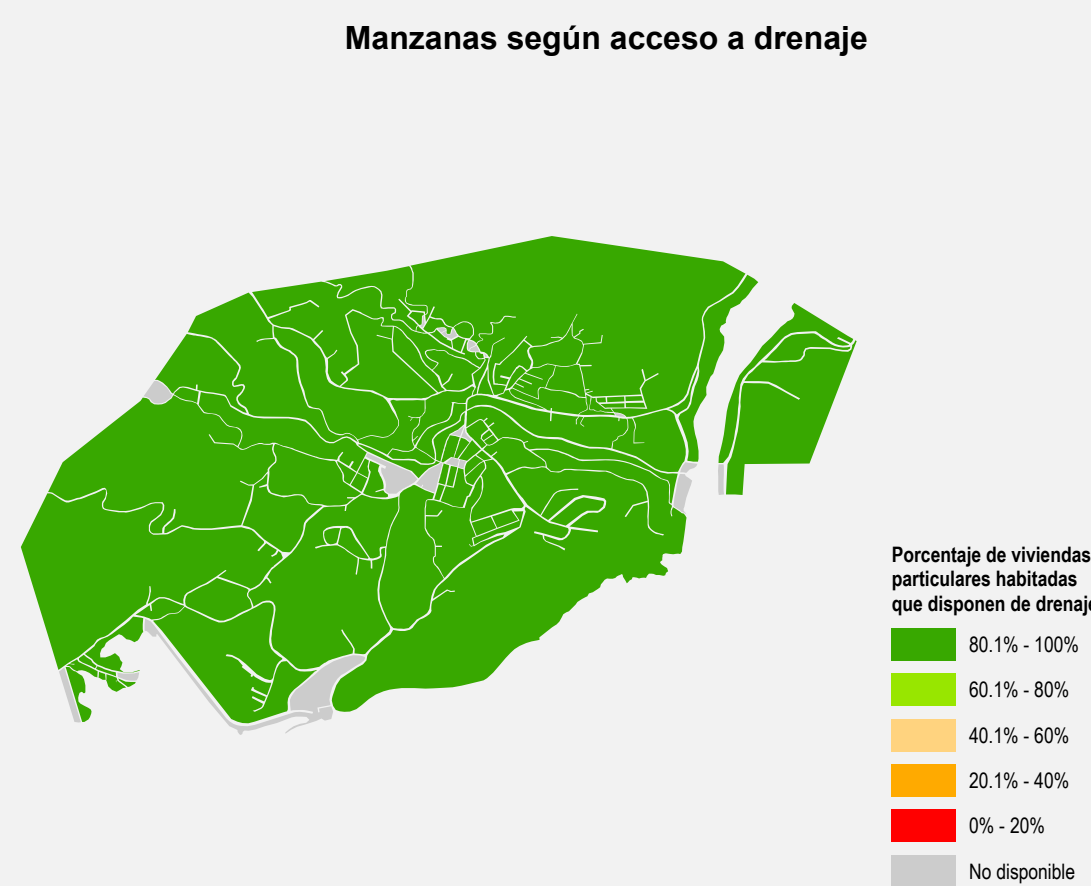 Manzanas según acceso a drenaje
Porcentaje de viviendas
particulares habitadas
que disponen de drenaje
80.1% - 100%
60.1% - 80%
40.1% - 60%
20.1% - 40%
0% - 20%
No disponible